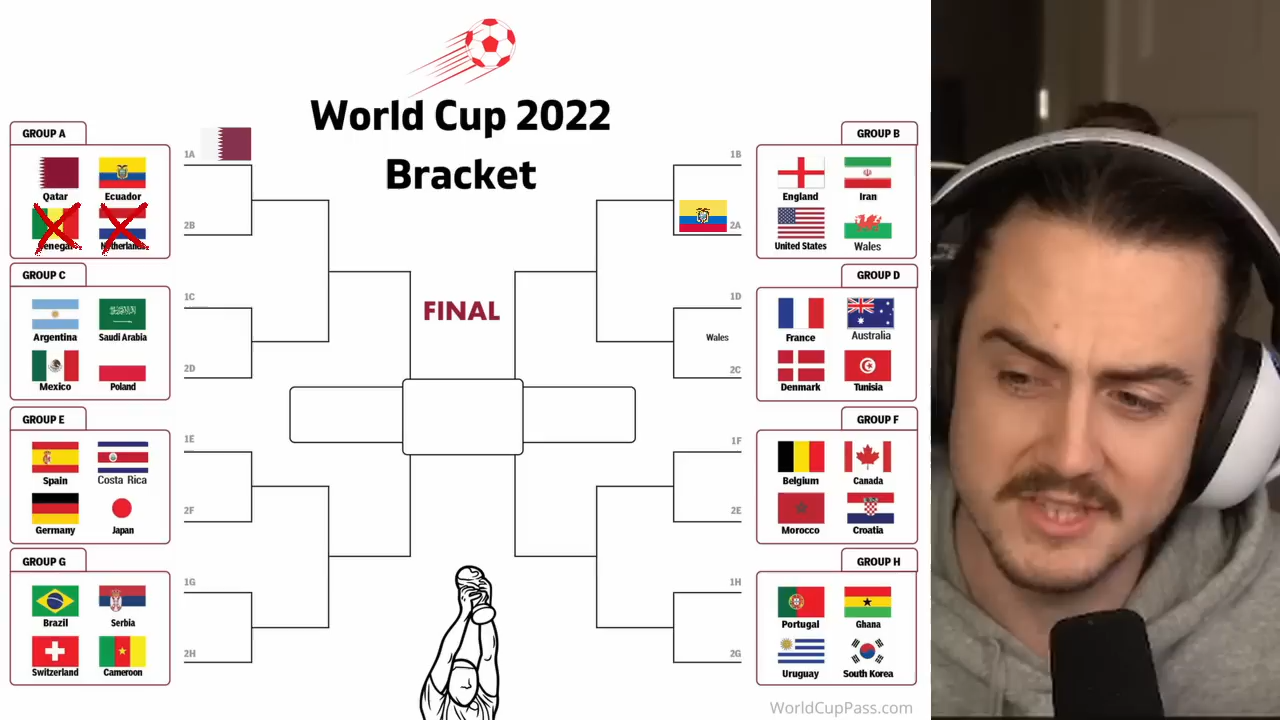 World Cup 2022
Bracket
GROUP A
Qatar
Ecuador
enegal
Netherlands
1A
2B
GROUP B
England
Iran
United States
Wales
1B
2A
GROUP C
Argentina
Saudi Arabia
Mexico
Poland
1C
2D
FINAL
GROUP D
France
Australia
Denmark
Tunisia
1D
Wales
2C
GROUP E
Spain
Costa Rica
Germany
Japan
1E
2F
GROUP F
Belgium
Canada
Morocco
Croatia
1F
2E
GROUP G
Brazil
Serbia
Switzerland
Cameroon
1G
2H
GROUP H
Portugal
Ghana
Uruguay
South Korea
1H
2G
WorldCupPass.com